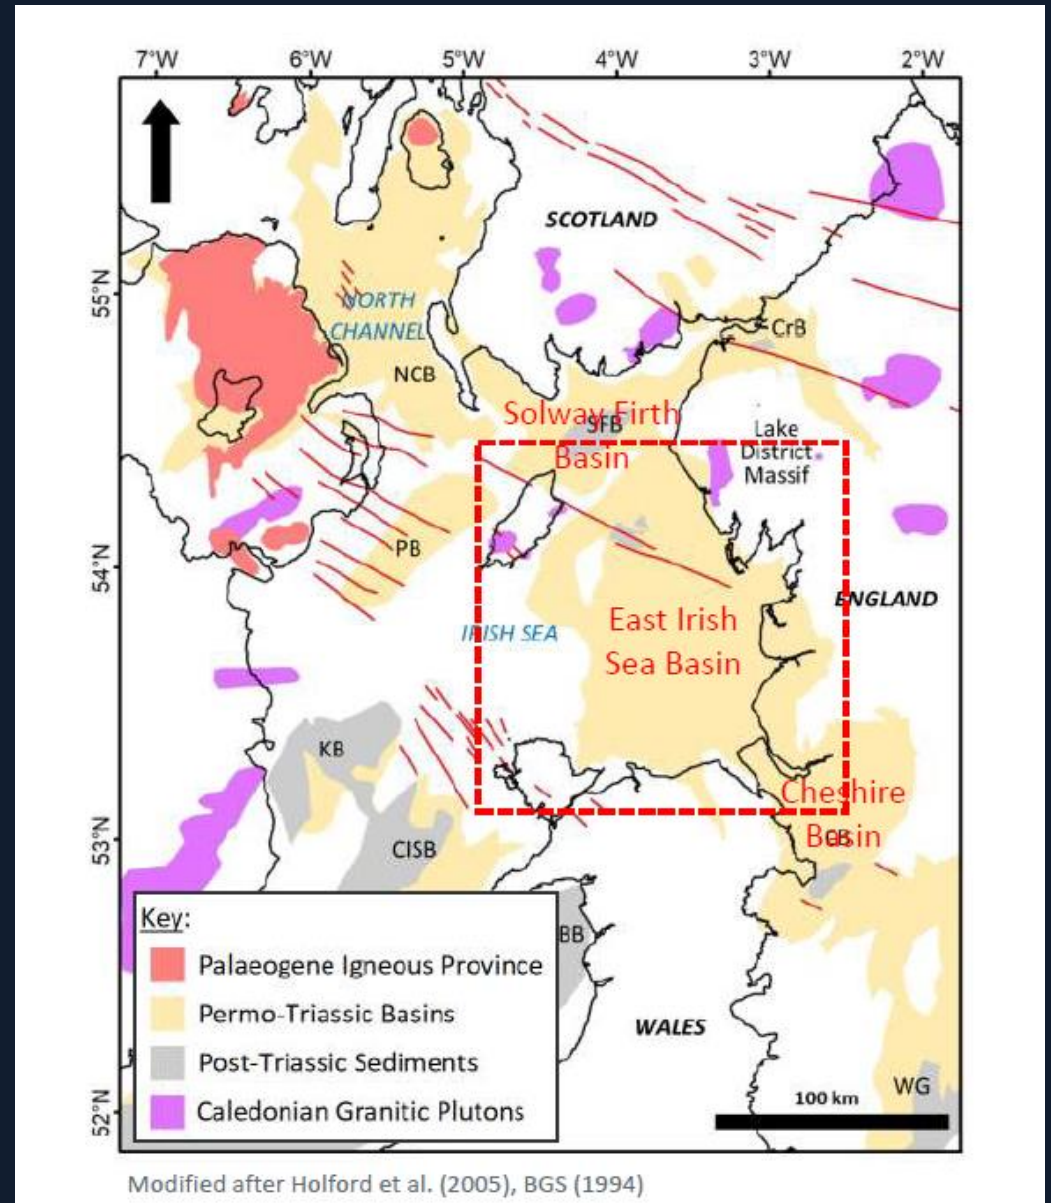 7°W 6°W 5°W 4°W 3°W 2°W
55°N
54°N
53°N
52°N
SCOTLAND
NORTH
CHANNEL
NCB
CrB
Solway Firth
SFB
Basin
Lake
District
Massif
PB
ENGLAND
IRISH SEA
East Irish
Sea Basin
KB
CISB
Cheshire
Basin
CB
BB
WALES
WG
100 km
Key:
Palaeogene Igneous Province
Permo-Triassic Basins
Post-Triassic Sediments
Caledonian Granitic Plutons
Modified after Holford et al. (2005), BGS (1994)